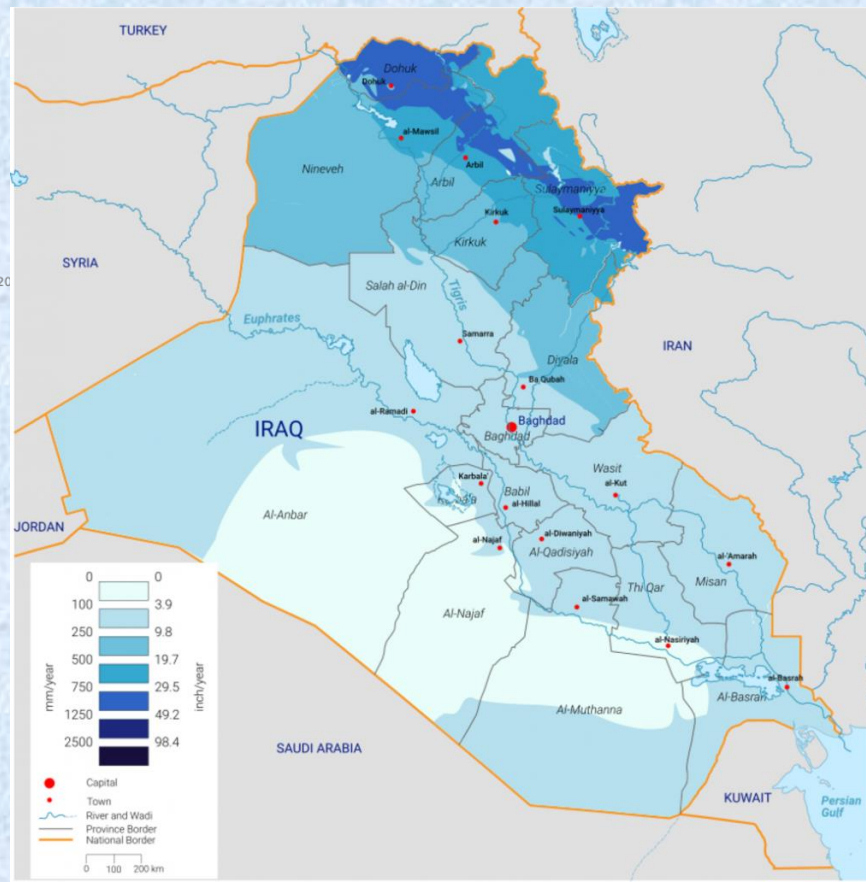 TURKEY
Dohuk
Dohuk
al-Mawsil
Arbil
Nineveh
Arbil
Sulaymaniyya
Sulaymaniyya
Kirkuk
Kirkuk
SYRIA
20
Salah al-Din
Tigris
Euphrates
Samarra
IRAN
Diyala
Ba Qubah
al-Ramadi
IRAQ
Baghdad
Baghdad
Wasit
Karbala'
al-Kut
Babil
al-Hillal
Al-Anbar
JORDAN
al-Diwaniyah
al-Najaf
Al-Qadisiyah
al-'Amarah
Misan
Thi Qar
al-Samawah
Al-Najaf
al-Nasiriyah
al-Basrah
Al-Basrah
Al-Muthanna
SAUDI ARABIA
KUWAIT
Persian
Gulf
0 0
100 3.9
250 9.8
500 19.7
750 29.5
1250 49.2
2500 98.4
mm/year
inch/year
Capital
Town
River and Wadi
Province Border
National Border
0 100 200 km